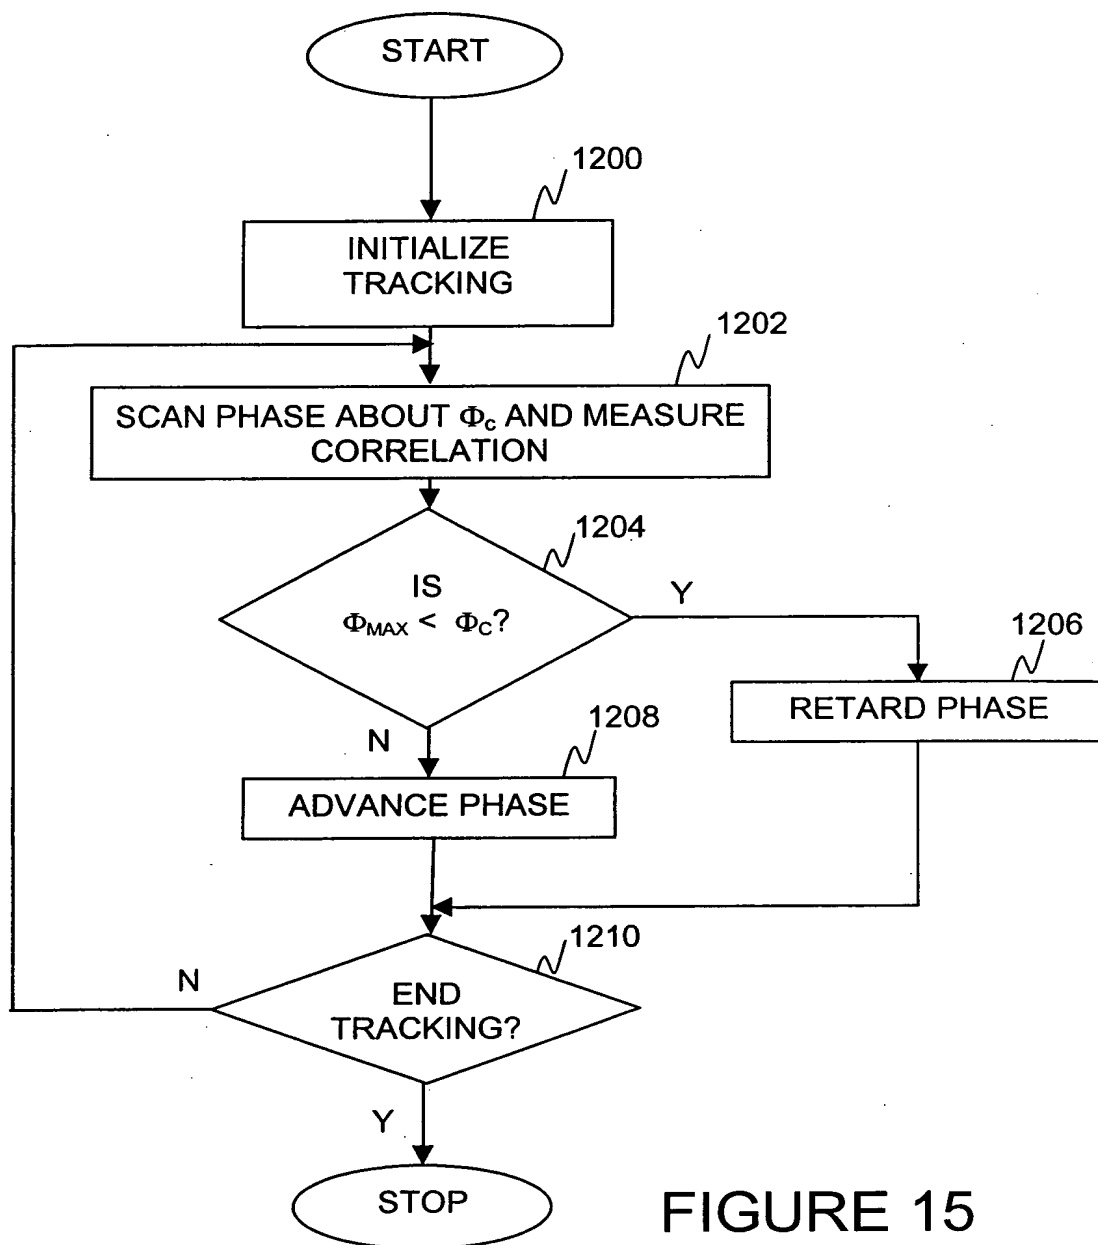 START
1200
INITIALIZE
TRACKING
1202
SCAN PHASE ABOUT Φc AND MEASURE
CORRELATION
1204
IS
ΦMAX < ΦC?
Y
1206
RETARD PHASE
N
1208
ADVANCE PHASE
1210
N
END
TRACKING?
Y
STOP
FIGURE 15